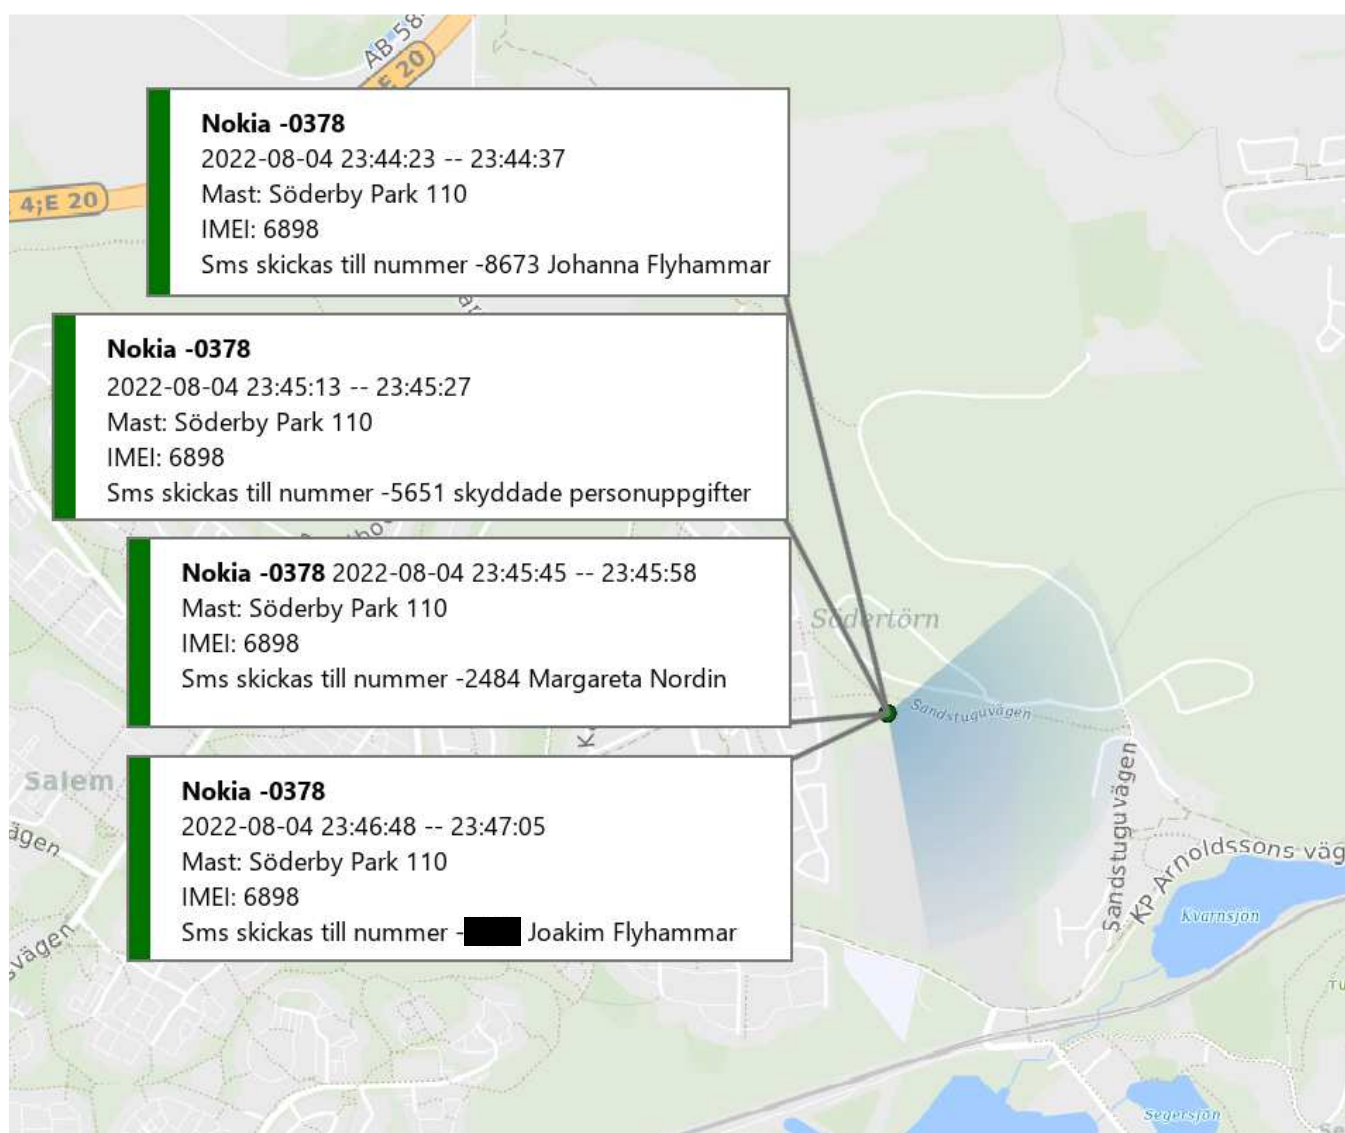 AB 58
E 20
4;E 20
Nokia -0378
2022-08-04 23:44:23 -- 23:44:37
Mast: Söderby Park 110
IMEI: 6898
Sms skickas till nummer -8673 Johanna Flyhammar
Nokia -0378
2022-08-04 23:45:13 -- 23:45:27
Mast: Söderby Park 110
IMEI: 6898
Sms skickas till nummer -5651 skyddade personuppgifter
Nokia -0378 2022-08-04 23:45:45 -- 23:45:58
Mast: Söderby Park 110
IMEI: 6898
Sms skickas till nummer -2484 Margareta Nordin
Södertörn
Sandstuguvägen
Nokia -0378
2022-08-04 23:46:48 -- 23:47:05
Mast: Söderby Park 110
IMEI: 6898
Sms skickas till nummer - Joakim Flyhammar
Salem
Sandstuguvägen
KP Arnoldssons väg
Kvarnsjön
Segersjön